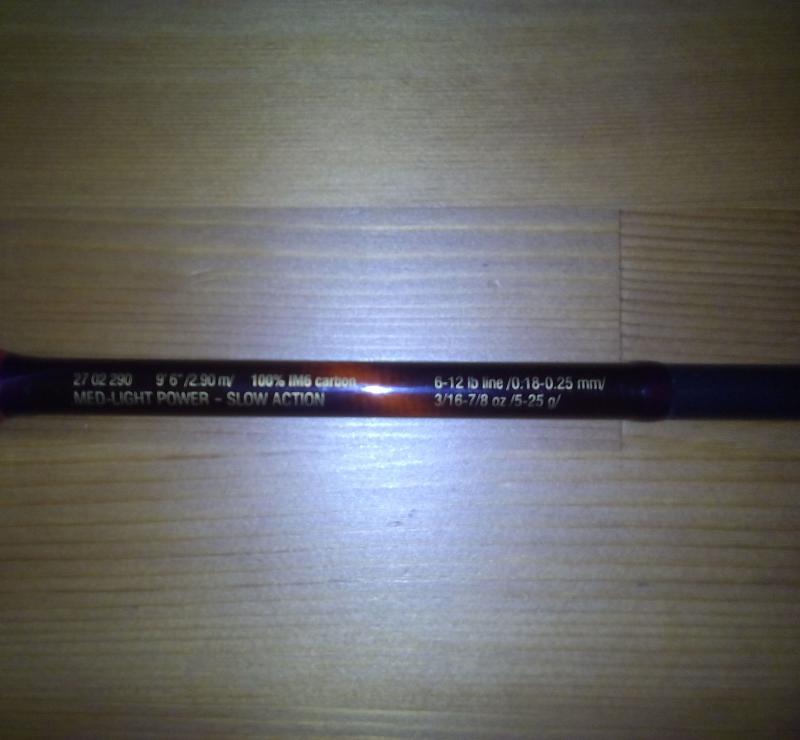 27 02 290 9' 6" /2.90 m/ 100% IM6 carbon 6-12 lb line /0.18-0.25 mm/
MED-LIGHT POWER - SLOW ACTION 3/16-7/8 oz /5-25 g/